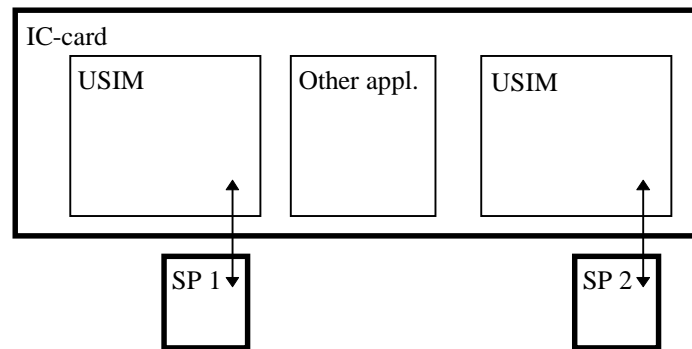 IC-card
USIM
Other appl.
USIM
SP 1
SP 2